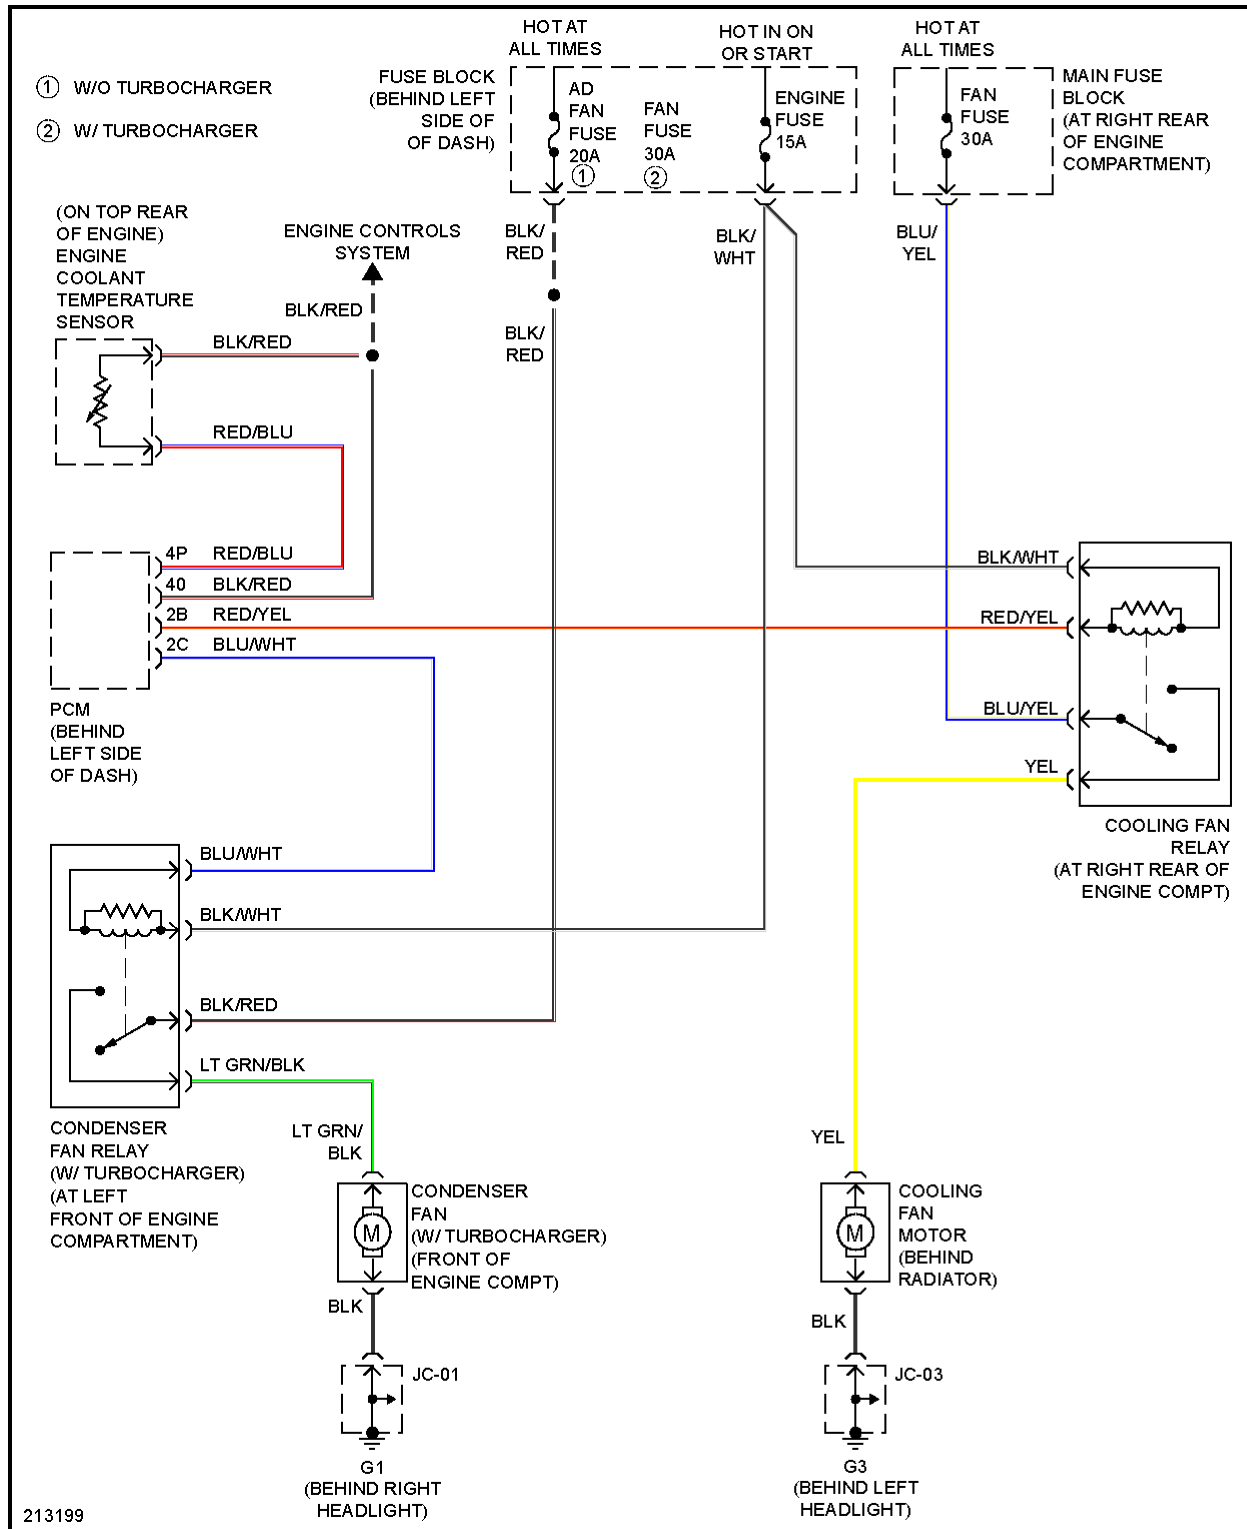 HOT AT
ALL TIMES
HOT IN ON
OR START
HOT AT
ALL TIMES
① W/O TURBOCHARGER
② W/ TURBOCHARGER
FUSE BLOCK
(BEHIND LEFT
SIDE OF
OF DASH)
AD
FAN
FUSE
20A
①
FAN
FUSE
30A
②
ENGINE
FUSE
15A
FAN
FUSE
30A
MAIN FUSE
BLOCK
(AT RIGHT REAR
OF ENGINE
COMPARTMENT)
(ON TOP REAR
OF ENGINE)
ENGINE
COOLANT
TEMPERATURE
SENSOR
ENGINE CONTROLS
SYSTEM
BLK/RED
BLK/
RED
BLK/
RED
BLK/
WHT
BLU/
YEL
BLK/RED
RED/BLU
4P RED/BLU
40 BLK/RED
2B RED/YEL
2C BLU/WHT
PCM
(BEHIND
LEFT SIDE
OF DASH)
BLK/WHT
RED/YEL
BLU/YEL
YEL
COOLING FAN
RELAY
(AT RIGHT REAR OF
ENGINE COMPT)
BLU/WHT
BLK/WHT
BLK/RED
LT GRN/BLK
CONDENSER
FAN RELAY
(W/ TURBOCHARGER)
(AT LEFT
FRONT OF ENGINE
COMPARTMENT)
LT GRN/
BLK
M
CONDENSER
FAN
(W/ TURBOCHARGER)
(FRONT OF
ENGINE COMPT)
BLK
JC-01
G1
(BEHIND RIGHT
HEADLIGHT)
YEL
M
COOLING
FAN
MOTOR
(BEHIND
RADIATOR)
BLK
JC-03
G3
(BEHIND LEFT
HEADLIGHT)
213199